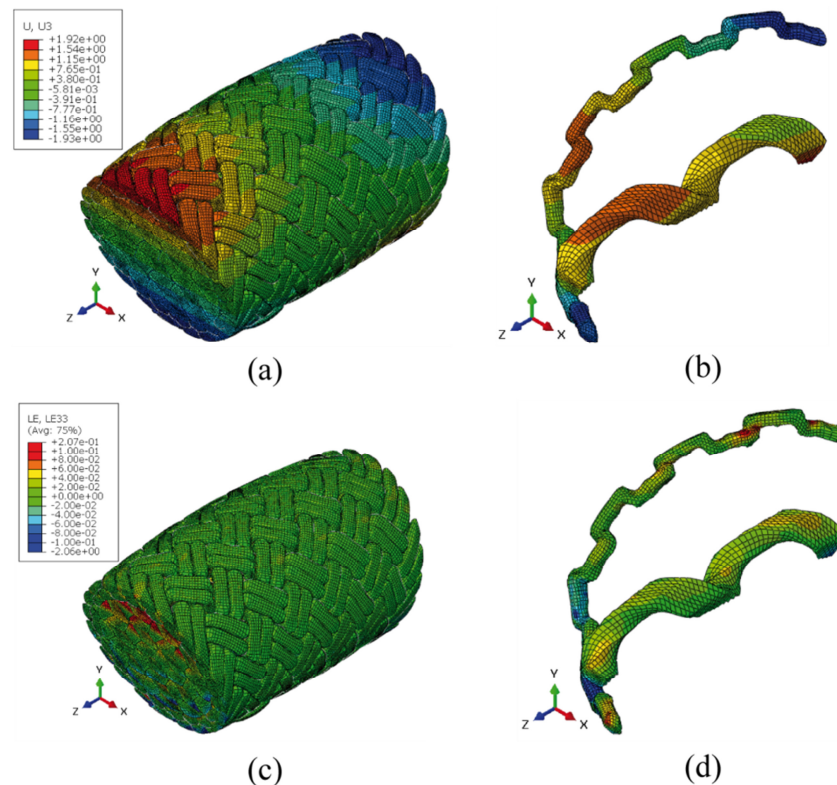 U, U3
+1.92e+00
+1.54e+00
+1.15e+00
+7.65e-01
+3.80e-01
-5.81e-03
-3.91e-01
-7.77e-01
-1.16e+00
-1.55e+00
-1.93e+00
Y
Z
X
(a)
Y
Z
X
(b)
LE, LE33
(Avg: 75%)
+2.07e-01
+1.00e-01
+8.00e-02
+6.00e-02
+4.00e-02
+2.00e-02
+0.00e+00
-2.00e-02
-4.00e-02
-6.00e-02
-8.00e-02
-1.00e-01
-2.06e+00
Y
Z
X
(c)
Y
Z
X
(d)